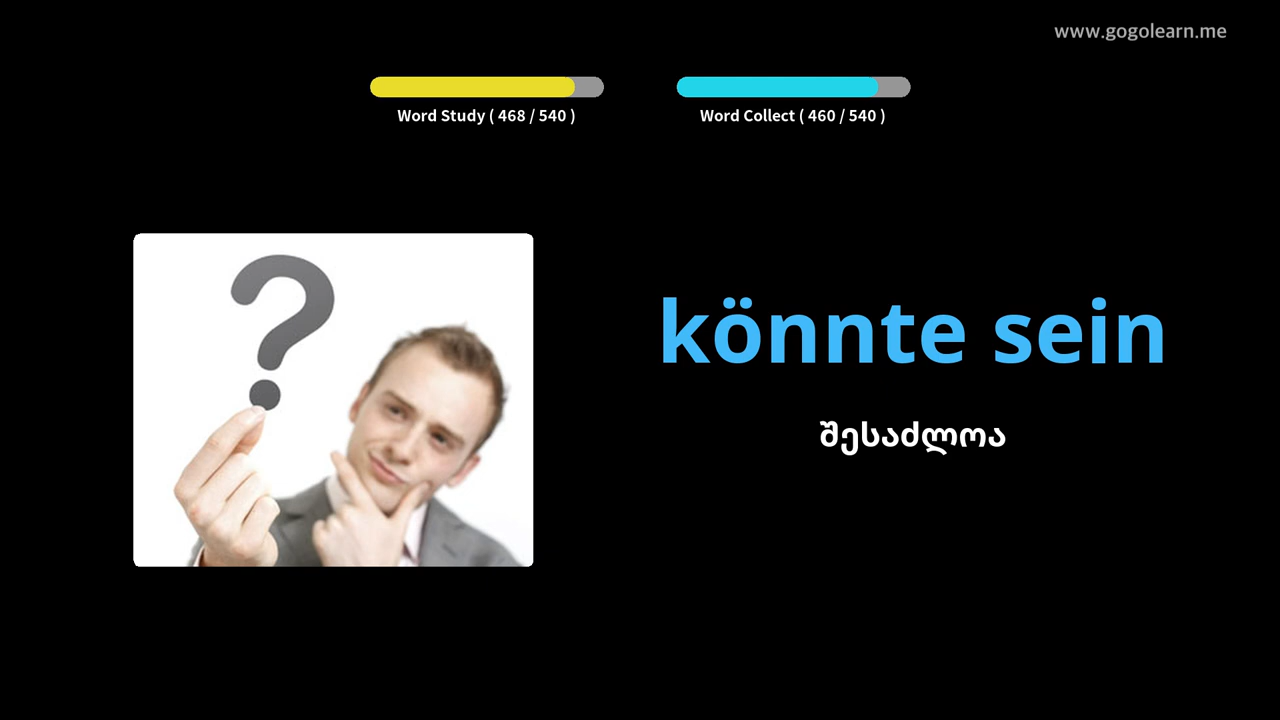 www.gogolearn.me
Word Study ( 468 / 540 )
Word Collect ( 460 / 540 )
?
könnte sein
შესაძლოა